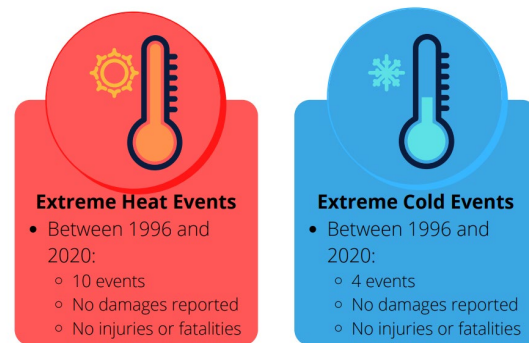 Extreme Heat Events
• Between 1996 and
2020:
◦ 10 events
◦ No damages reported
◦ No injuries or fatalities
Extreme Cold Events
• Between 1996 and
2020:
◦ 4 events
◦ No damages reported
◦ No injuries or fatalities